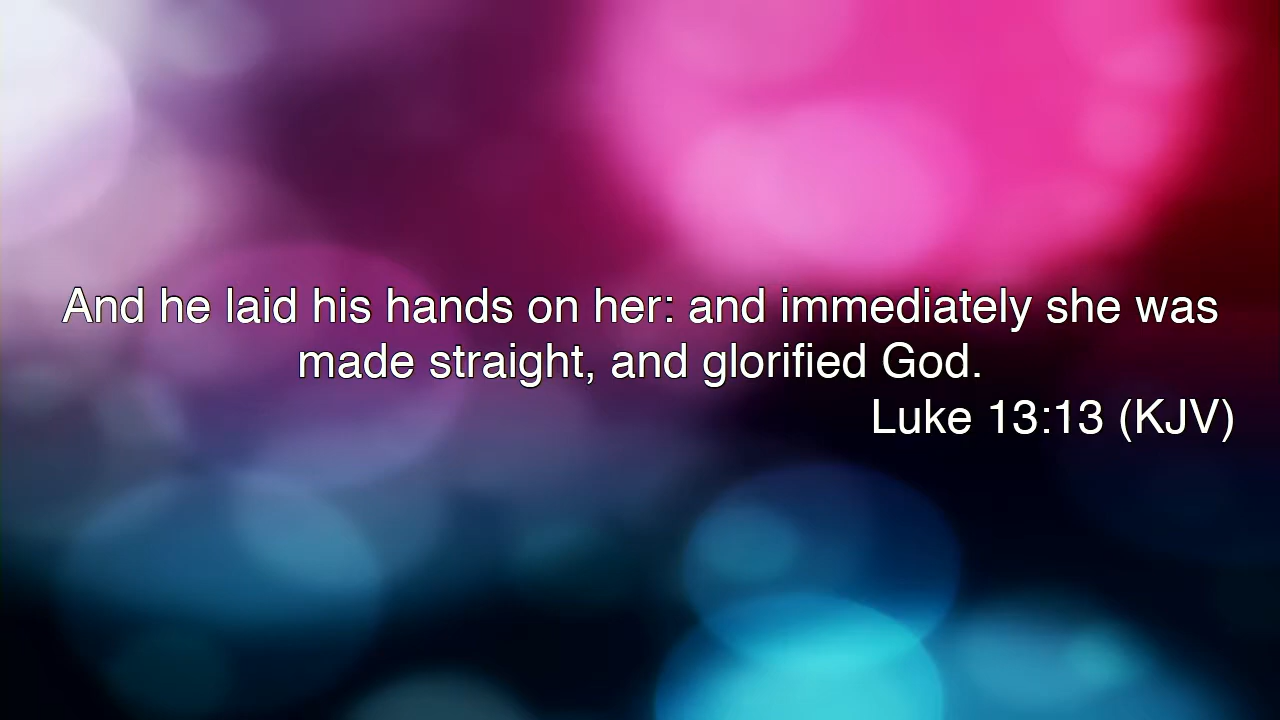 And he laid his hands on her: and immediately she was
made straight, and glorified God.
Luke 13:13 (KJV)